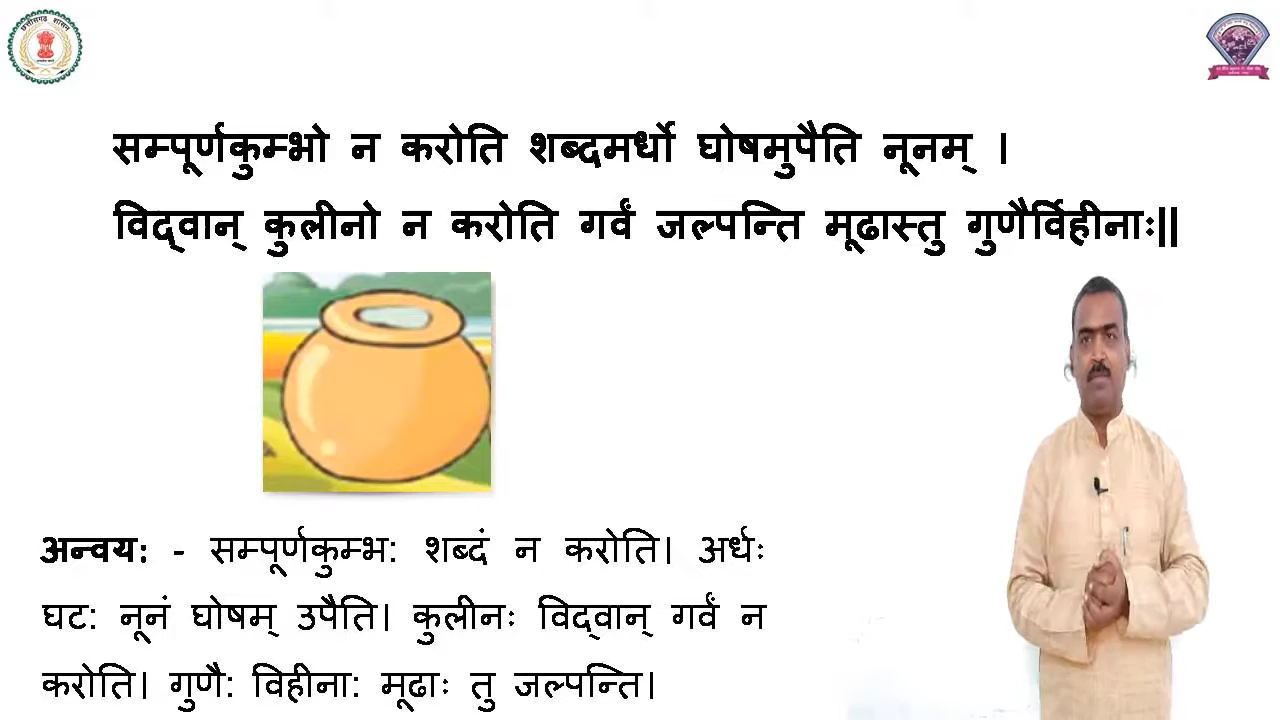 सम्पूर्णकुम्भो न करोति शब्दमर्धो घोषमुपैति नूनम् ।
विद्‌वान् कुलीनो न करोति गर्वं जल्पन्ति मूढास्तु गुणैर्विहीनाः||
अन्वय: - सम्पूर्णकुम्भ: शब्दं न करोति। अर्धः
घट: नूनं घोषम् उपैति। कुलीनः विद्‌वान् गर्वं न
करोति। गुणै: विहीना: मूढाः तु जल्पन्ति।